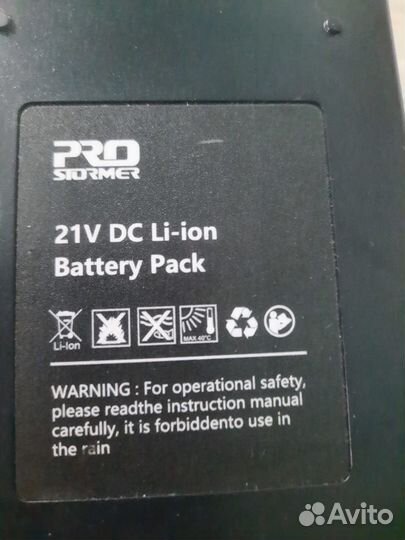 PRO
STORMER
21V DC Li-ion
Battery Pack
Li-Ion
MAX 40°C
WARNING : For operational safety,
please readthe instruction manual
carefully, it is forbiddento use in
the rain
Avito